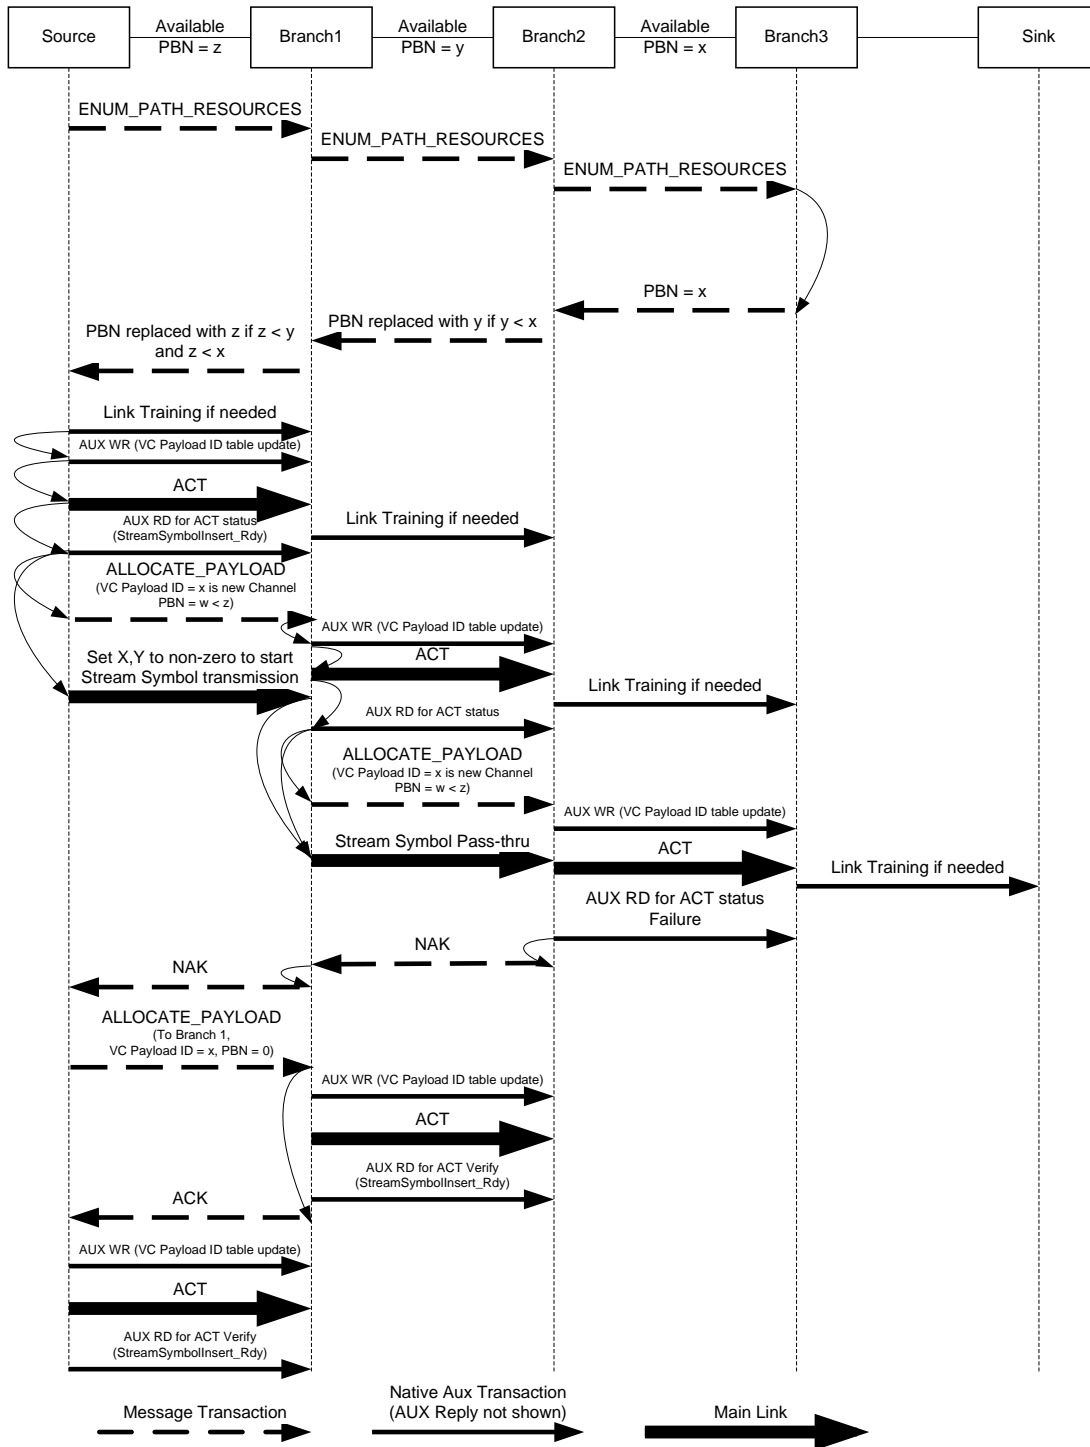 Source
Available
PBN = z
Branch1
Available
PBN = y
Branch2
Available
PBN = x
Branch3
Sink
ENUM_PATH_RESOURCES
ENUM_PATH_RESOURCES
ENUM_PATH_RESOURCES
PBN = x
PBN replaced with y if y < x
PBN replaced with z if z < y
and z < x
Link Training if needed
AUX WR (VC Payload ID table update)
ACT
AUX RD for ACT status
(StreamSymbolInsert_Rdy)
Link Training if needed
ALLOCATE_PAYLOAD
(VC Payload ID = x is new Channel
PBN = w < z)
AUX WR (VC Payload ID table update)
ACT
Set X,Y to non-zero to start
Stream Symbol transmission
Link Training if needed
AUX RD for ACT status
ALLOCATE_PAYLOAD
(VC Payload ID = x is new Channel
PBN = w < z)
AUX WR (VC Payload ID table update)
Stream Symbol Pass-thru
ACT
Link Training if needed
AUX RD for ACT status
Failure
NAK
NAK
ALLOCATE_PAYLOAD
(To Branch 1,
VC Payload ID = x, PBN = 0)
AUX WR (VC Payload ID table update)
ACT
AUX RD for ACT Verify
(StreamSymbolInsert_Rdy)
ACK
AUX WR (VC Payload ID table update)
ACT
AUX RD for ACT Verify
(StreamSymbolInsert_Rdy)
Message Transaction
Native Aux Transaction
(AUX Reply not shown)
Main Link